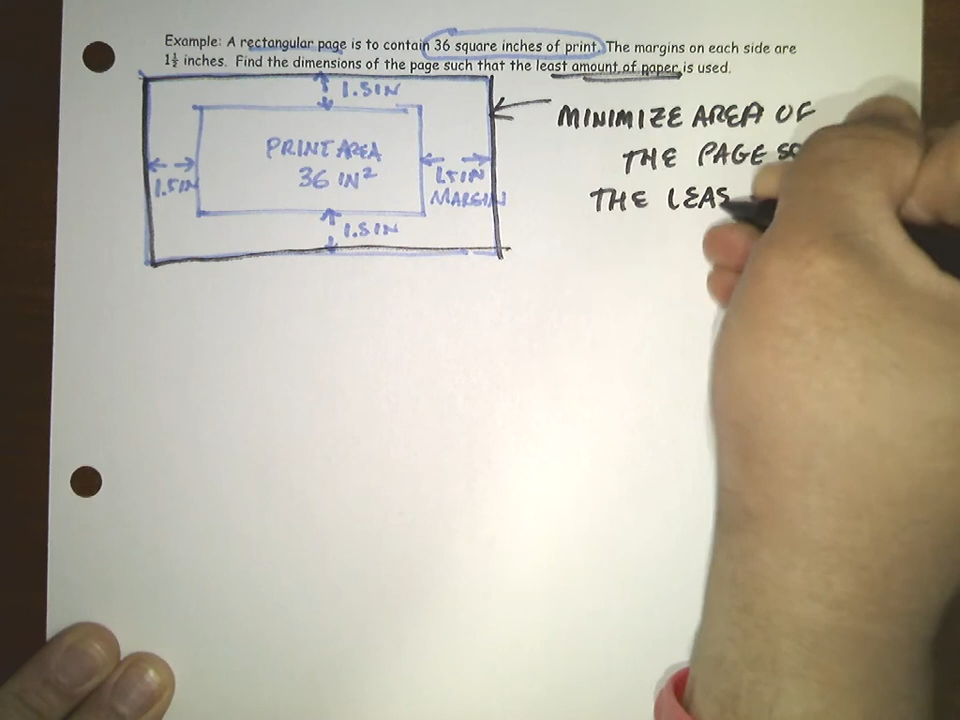 Example: A rectangular page is to contain 36 square inches of print. The margins on each side are
1½ inches. Find the dimensions of the page such that the least amount of paper is used.
1.5IN
PRINT AREA
36 IN²
1.5IN
1.5IN
MARGIN
1.5IN
MINIMIZE AREA OF
THE PAGE
THE LEAS